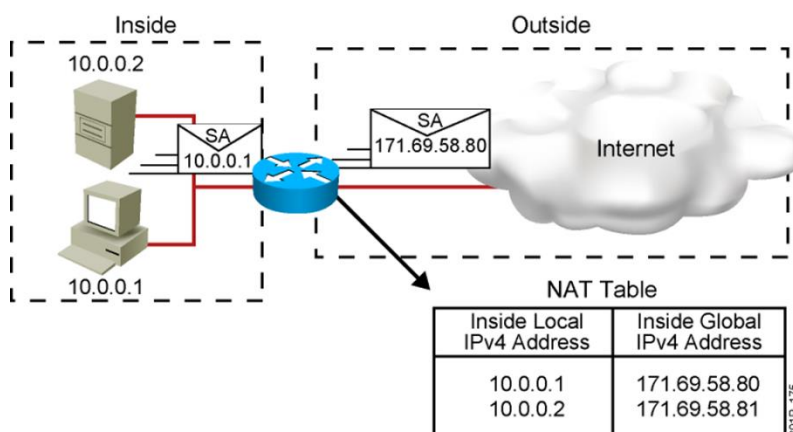 Inside
Outside
10.0.0.2
SA
10.0.0.1
SA
171.69.58.80
Internet
10.0.0.1
NAT Table
Inside Local
IPv4 Address
Inside Global
IPv4 Address
10.0.0.1 171.69.58.80
10.0.0.2 171.69.58.81